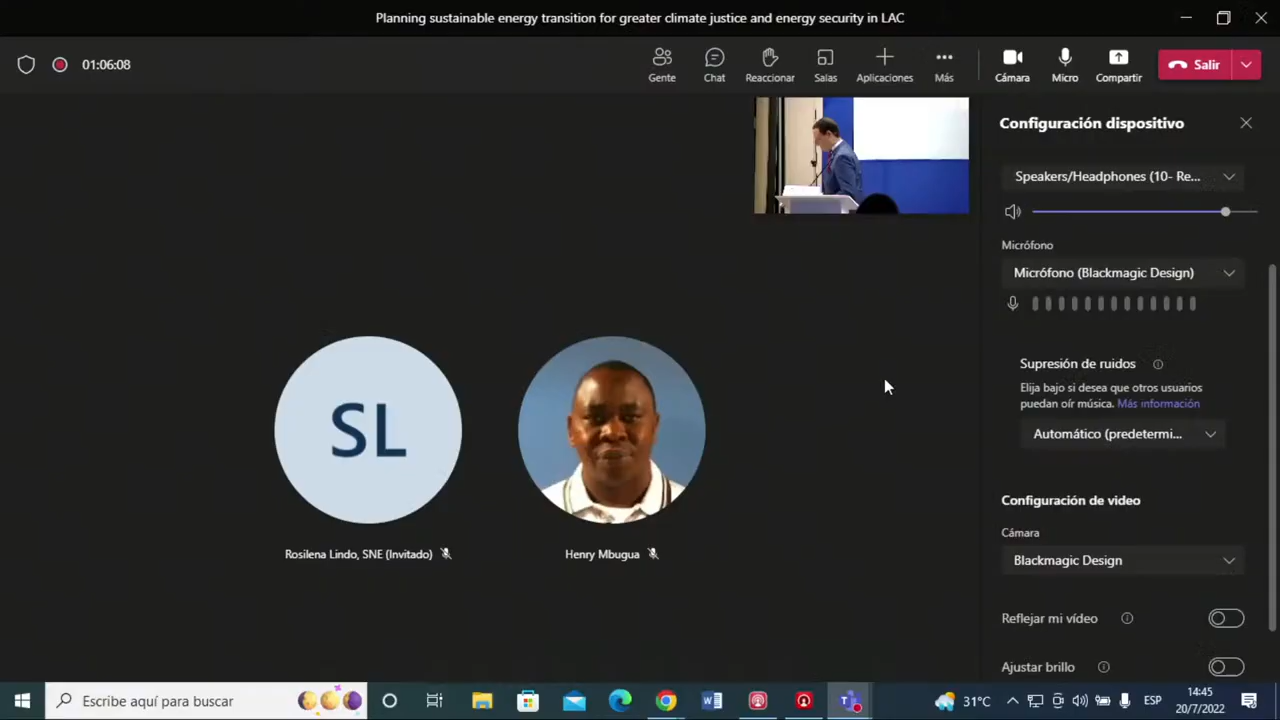 Planning sustainable energy transition for greater climate justice and energy security in LAC
01:06:08
Gente
Chat
Reaccionar
Salas
Aplicaciones
Más
Cámara
Micro
Compartir
Salir
Configuración dispositivo
Speakers/Headphones (10- Re...
Micrófono
Micrófono (Blackmagic Design)
Supresión de ruidos
Elija bajo si desea que otros usuarios
puedan oír música. Más información
Automático (predetermi...
Configuración de video
Cámara
Blackmagic Design
Reflejar mi vídeo
Ajustar brillo
SL
Rosilena Lindo, SNE (Invitado)
Henry Mbugua
Escribe aquí para buscar
31°C
ESP
14:45
20/7/2022